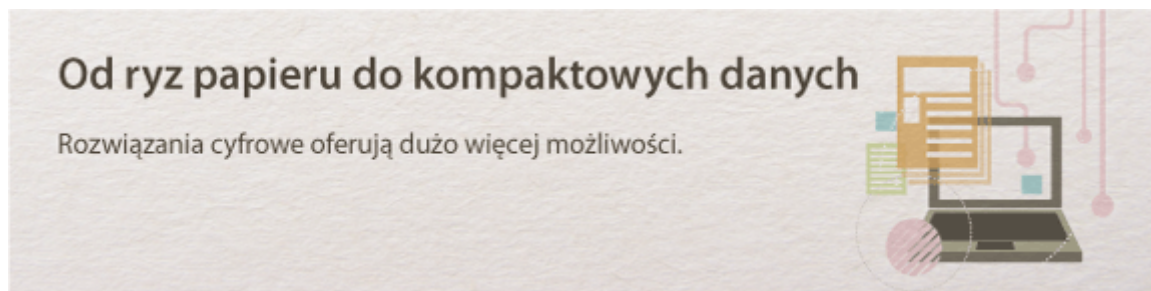 Od ryz papieru do kompaktowych danych
Rozwiązania cyfrowe oferują dużo więcej możliwości.